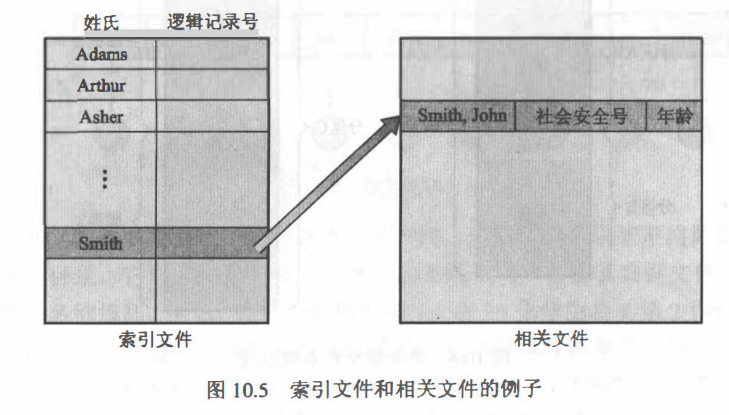 姓氏 逻辑记录号
Adams
Arthur
Asher
⋮
Smith
Smith, John 社会安全号 年龄
索引文件 相关文件
图 10.5 索引文件和相关文件的例子